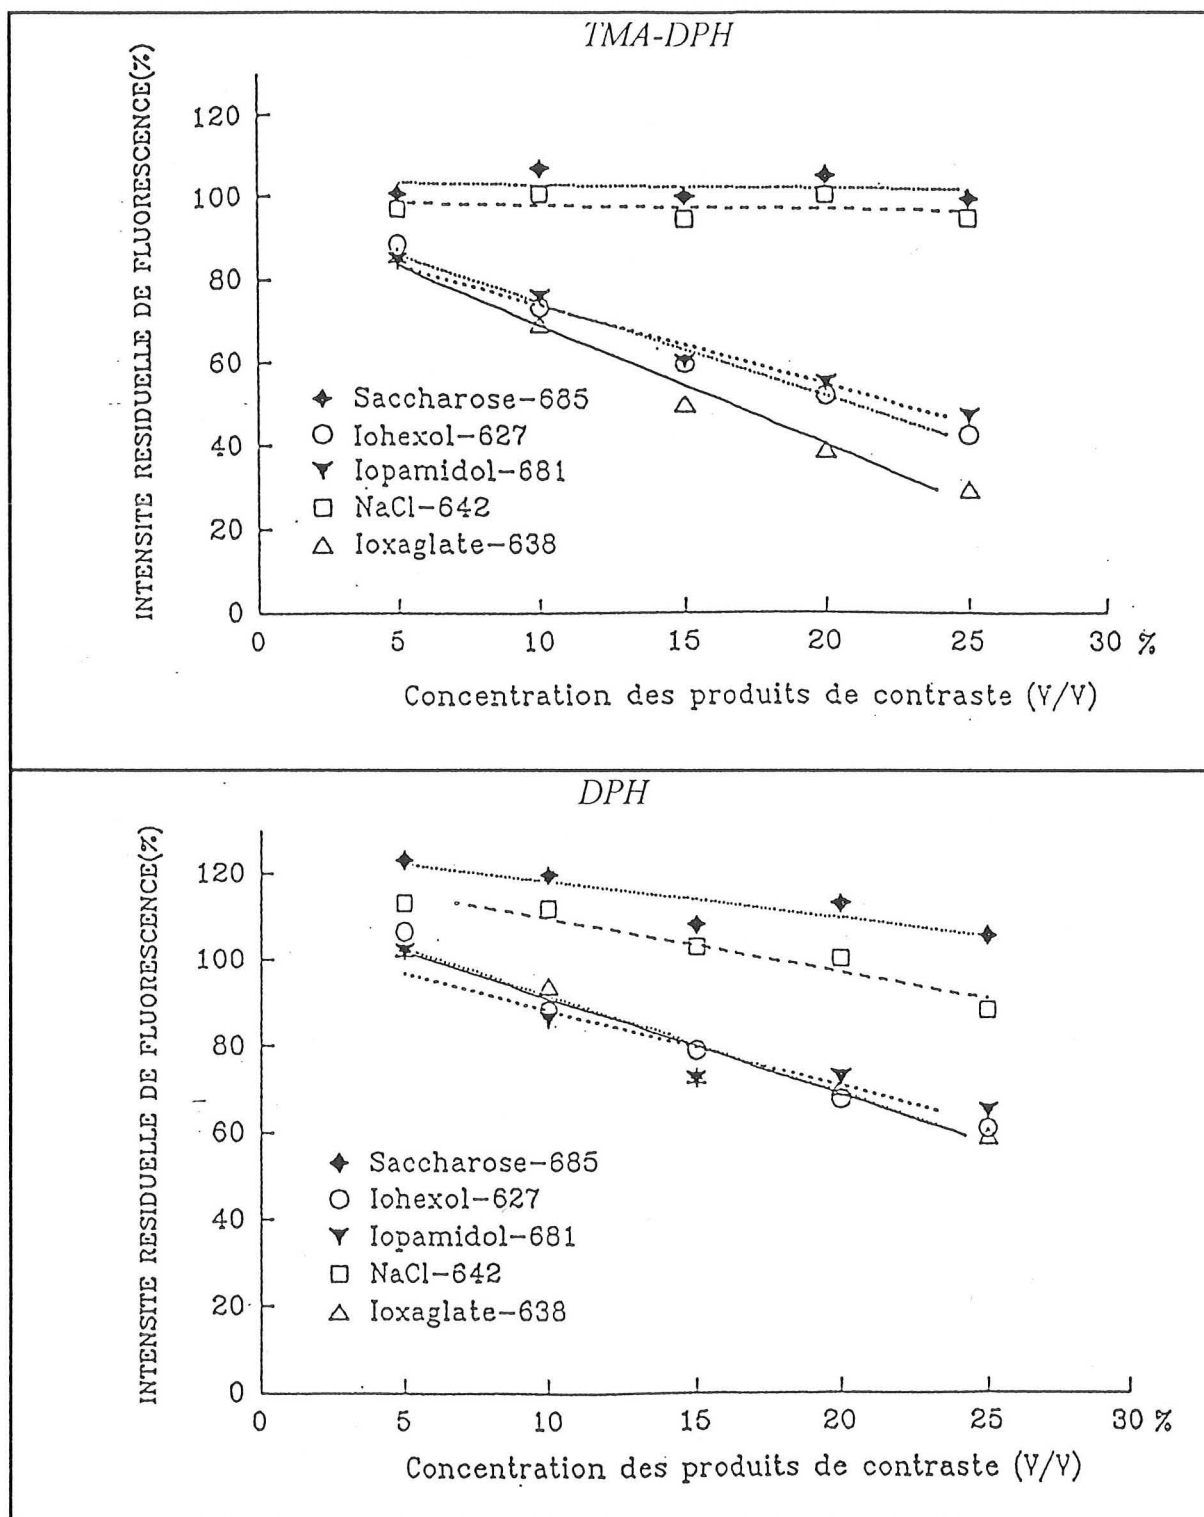 TMA-DPH
INTENSITE RESIDUELLE DE FLUORESCENCE(%)
120
100
80
60
40
20
0
Saccharose-685
Iohexol-627
Iopamidol-681
NaCl-642
Ioxaglate-638
0 5 10 15 20 25 30 %
Concentration des produits de contraste (V/V)
DPH
INTENSITE RESIDUELLE DE FLUORESCENCE(%)
120
100
80
60
40
20
0
Saccharose-685
Iohexol-627
Iopamidol-681
NaCl-642
Ioxaglate-638
0 5 10 15 20 25 30 %
Concentration des produits de contraste (V/V)